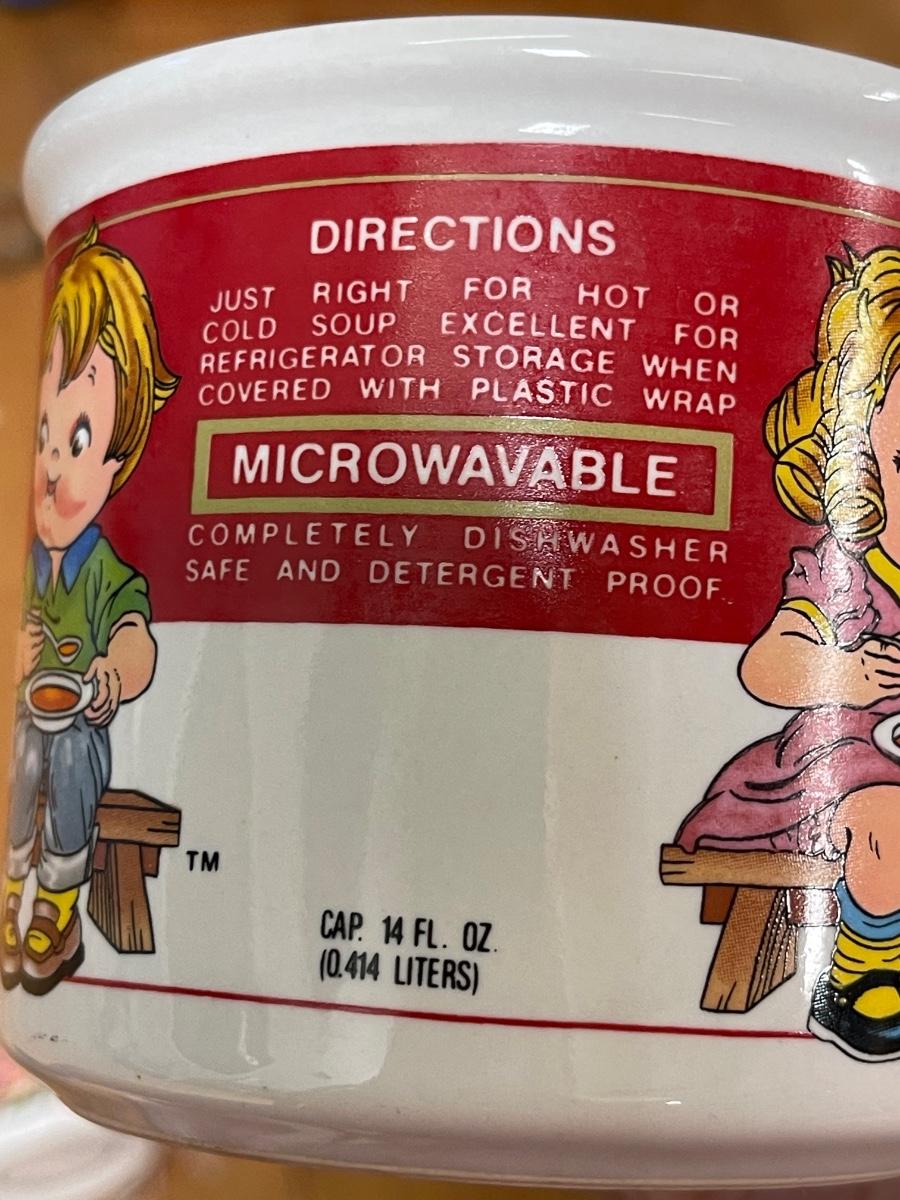 DIRECTIONS
JUST RIGHT FOR HOT OR
COLD SOUP EXCELLENT FOR
REFRIGERATOR STORAGE WHEN
COVERED WITH PLASTIC WRAP
MICROWAVABLE
COMPLETELY DISHWASHER
SAFE AND DETERGENT PROOF.
TM
CAP. 14 FL. OZ.
(0.414 LITERS)